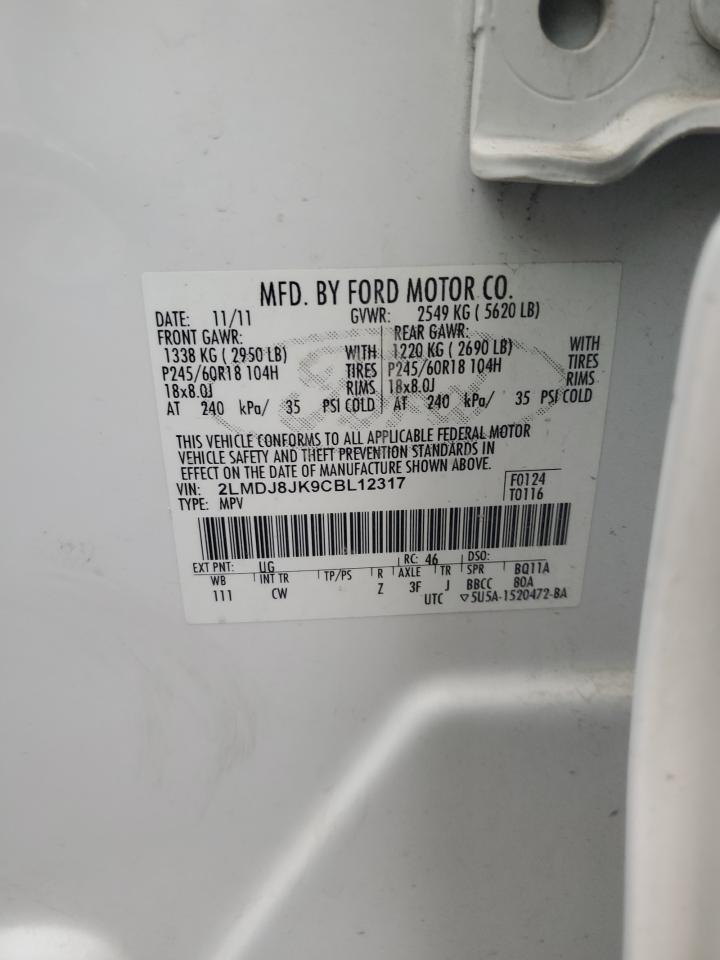 MFD. BY FORD MOTOR CO.
DATE: 11/11 GVWR: 2549 KG ( 5620 LB)
FRONT GAWR: REAR GAWR:
1338 KG ( 2950 LB) WITH 1220 KG ( 2690 LB) WITH
P245/60R18 104H TIRES P245/60R18 104H TIRES
18x8.0J RIMS 18x8.0J RIMS
AT 240 kPa/ 35 PSI COLD AT 240 kPa/ 35 PSI COLD
THIS VEHICLE CONFORMS TO ALL APPLICABLE FEDERAL MOTOR
VEHICLE SAFETY AND THEFT PREVENTION STANDARDS IN
EFFECT ON THE DATE OF MANUFACTURE SHOWN ABOVE.
VIN: 2LMDJ8JK9CBL12317 F0124
TYPE: MPV T0116
EXT PNT: UG RC: 46 DSO:
WB INT TR TP/PS R AXLE TR SPR BQ11A
111 CW Z 3F J BBCC 80A
UTC ▽5U5A-1520472-BA